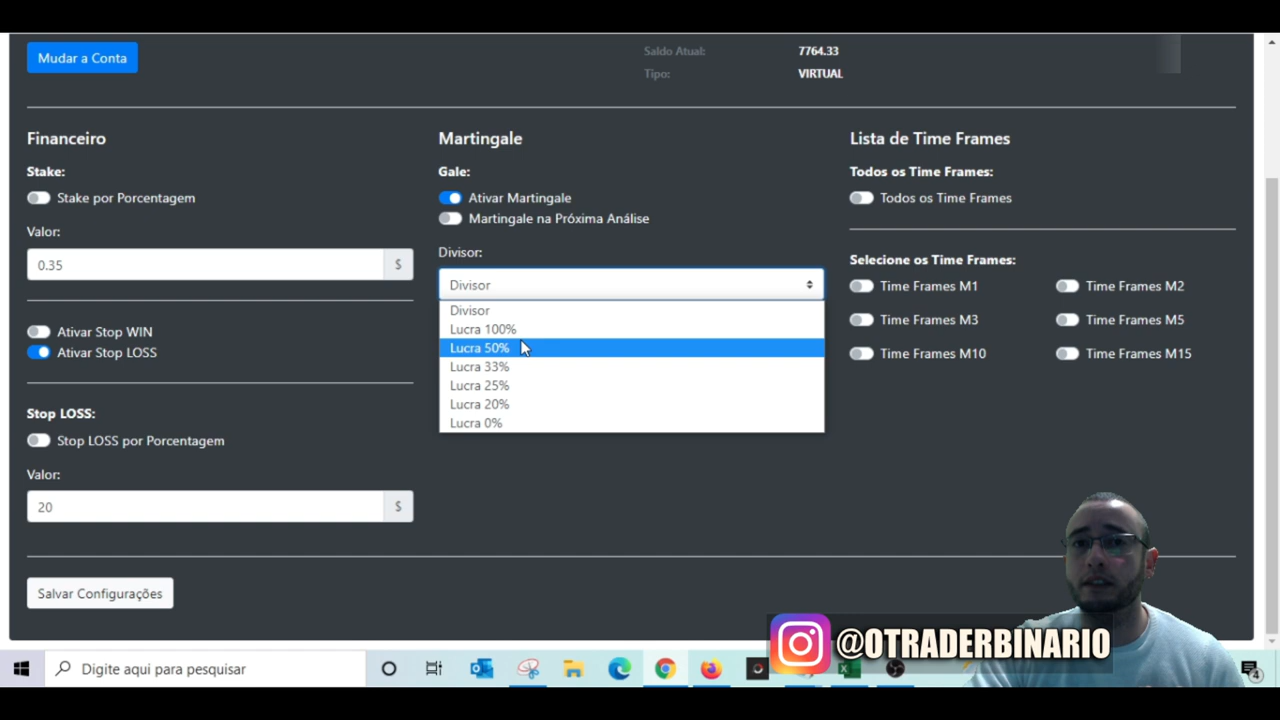 Mudar a Conta
Saldo Atual: 7764.33
Tipo: VIRTUAL
Financeiro
Stake:
Stake por Porcentagem
Valor:
0.35 $
Ativar Stop WIN
Ativar Stop LOSS
Stop LOSS:
Stop LOSS por Porcentagem
Valor:
20 $
Salvar Configurações
Martingale
Gale:
Ativar Martingale
Martingale na Próxima Análise
Divisor:
Divisor
Divisor
Lucra 100%
Lucra 50%
Lucra 33%
Lucra 25%
Lucra 20%
Lucra 0%
Lista de Time Frames
Todos os Time Frames:
Todos os Time Frames
Selecione os Time Frames:
Time Frames M1 Time Frames M2
Time Frames M3 Time Frames M5
Time Frames M10 Time Frames M15
@OTRADERBINARIO
Digite aqui para pesquisar
4